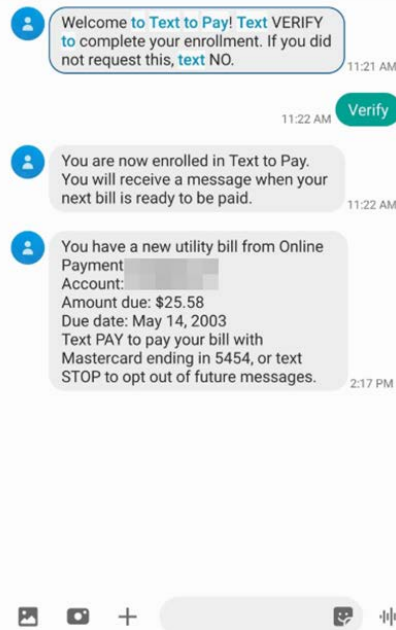 Welcome to Text to Pay! Text VERIFY
to complete your enrollment. If you did
not request this, text NO.
11:21 AM
11:22 AM
Verify
You are now enrolled in Text to Pay.
You will receive a message when your
next bill is ready to be paid.
11:22 AM
You have a new utility bill from Online
Payment
Account:
Amount due: $25.58
Due date: May 14, 2003
Text PAY to pay your bill with
Mastercard ending in 5454, or text
STOP to opt out of future messages.
2:17 PM